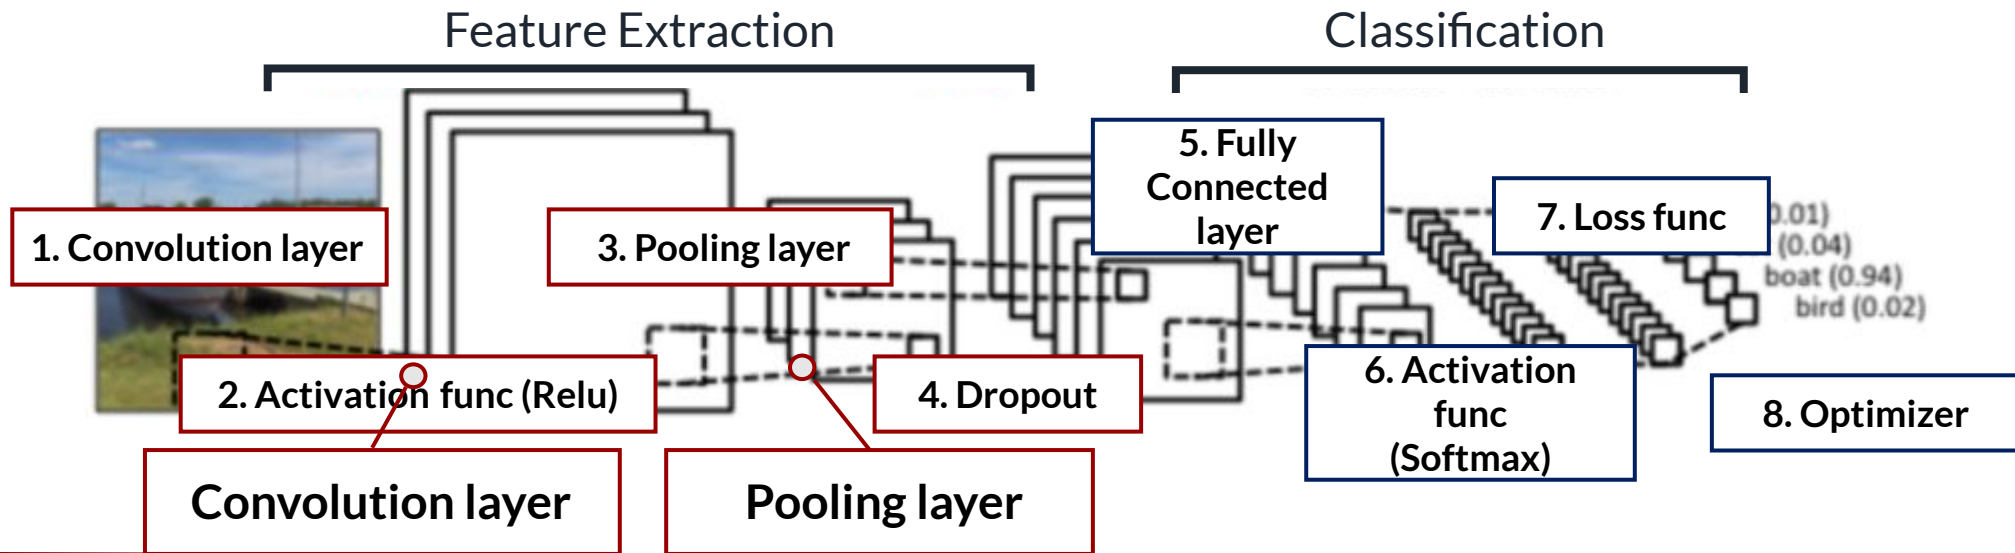 Feature Extraction
Classification
1. Convolution layer
2. Activation func (Relu)
3. Pooling layer
4. Dropout
5. Fully
Connected
layer
6. Activation
func
(Softmax)
7. Loss func
8. Optimizer
0.01)
(0.04)
boat (0.94)
bird (0.02)
Convolution layer
Pooling layer